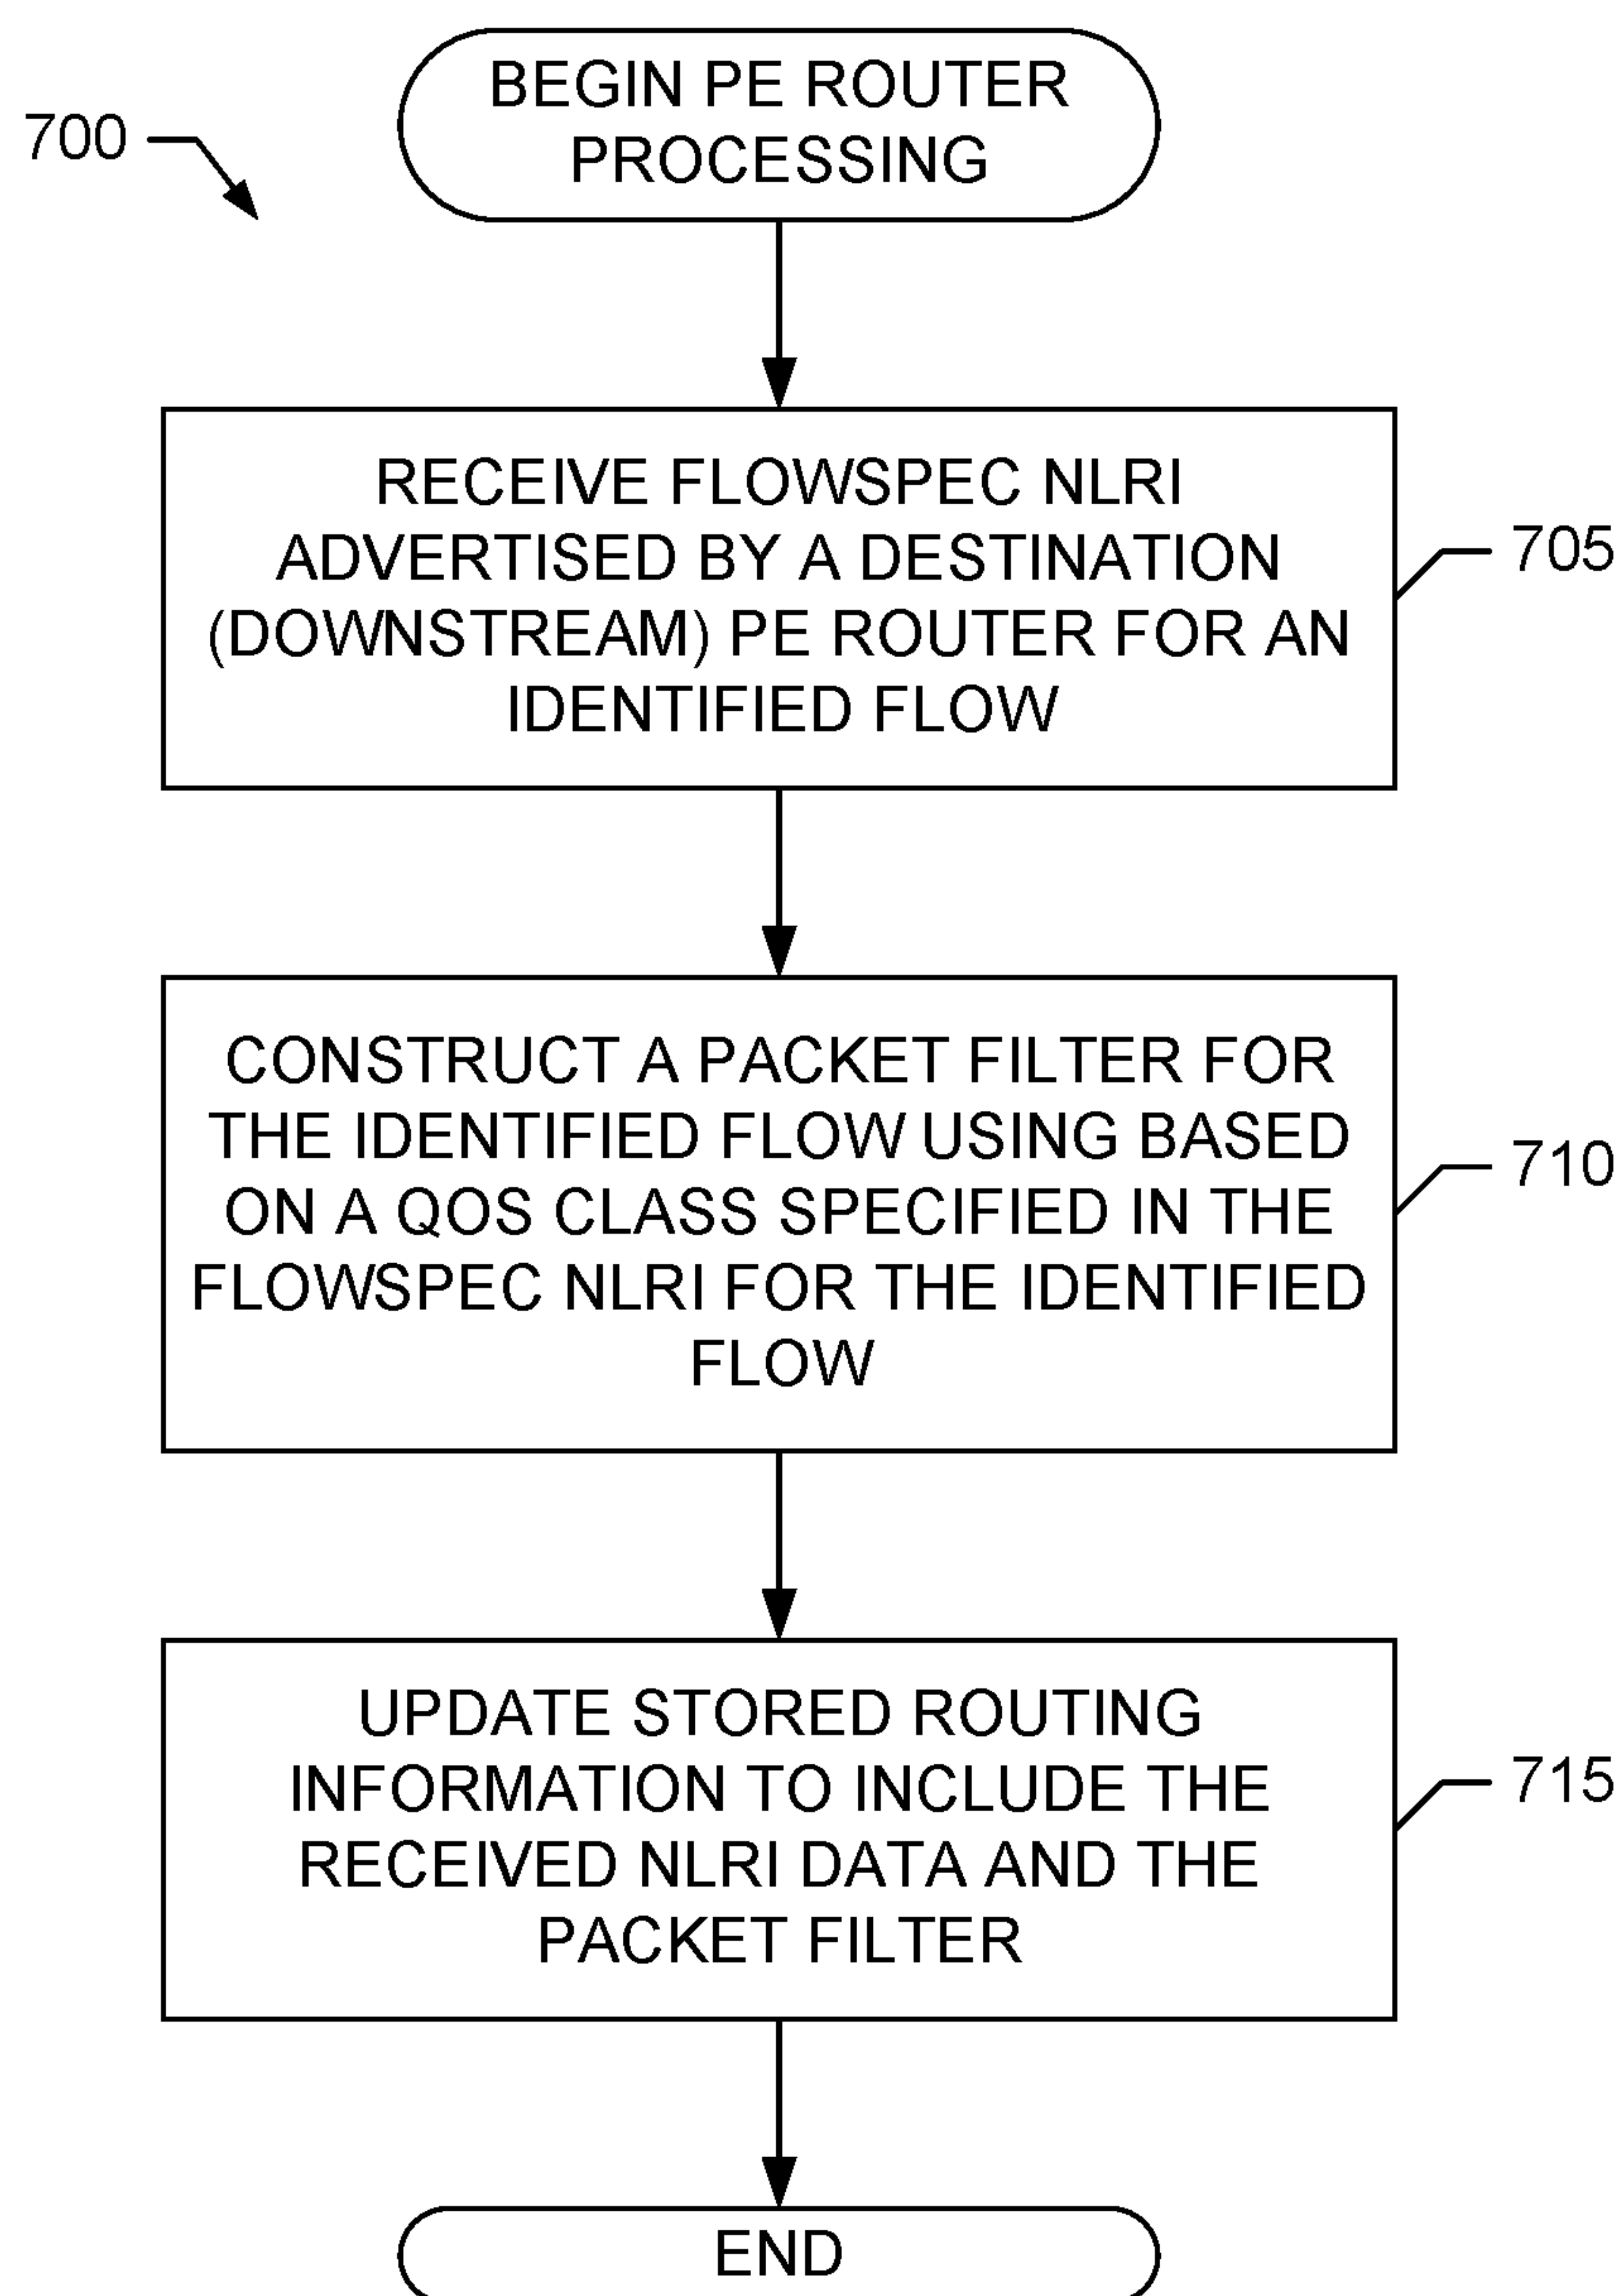 BEGIN PE ROUTER
PROCESSING
700
RECEIVE FLOWSPEC NLRI
ADVERTISED BY A DESTINATION
(DOWNSTREAM) PE ROUTER FOR AN
IDENTIFIED FLOW
705
CONSTRUCT A PACKET FILTER FOR
THE IDENTIFIED FLOW USING BASED
ON A QOS CLASS SPECIFIED IN THE
FLOWSPEC NLRI FOR THE IDENTIFIED
FLOW
710
UPDATE STORED ROUTING
INFORMATION TO INCLUDE THE
RECEIVED NLRI DATA AND THE
PACKET FILTER
715
END